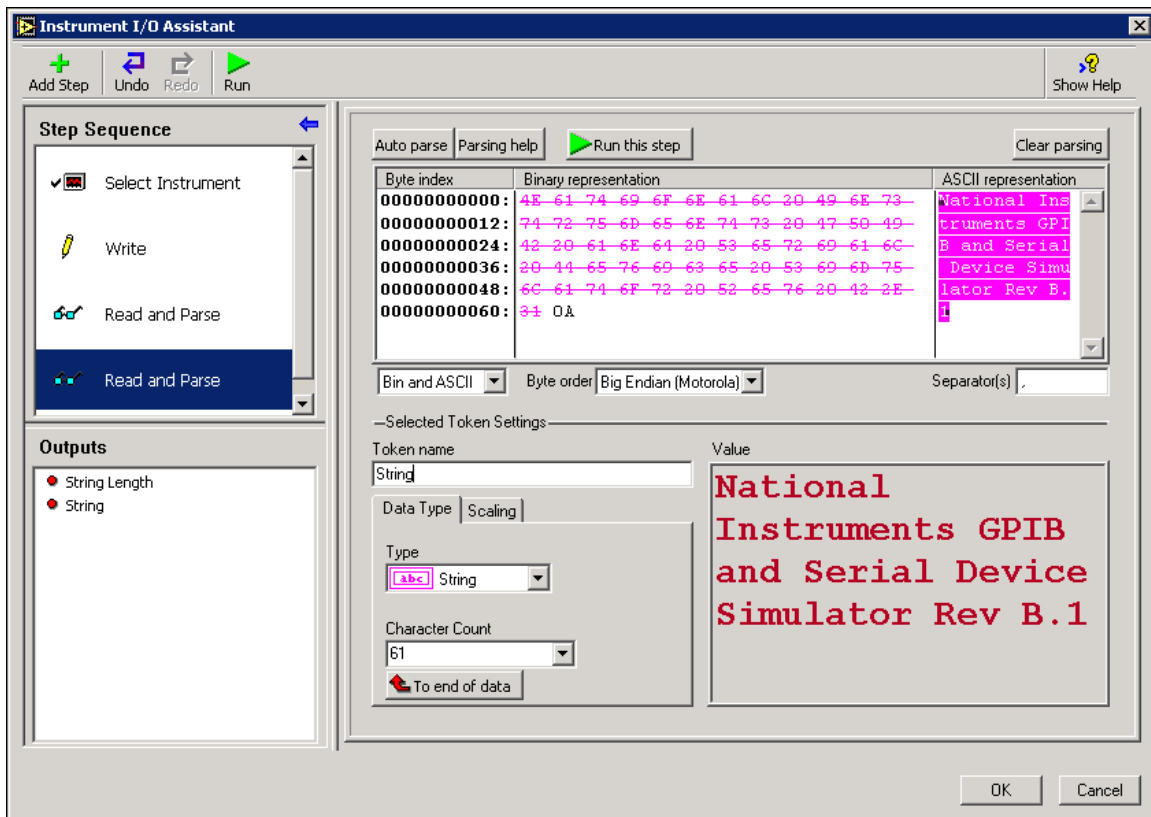 Instrument I/O Assistant
Add Step Undo Redo Run Show Help
Step Sequence
Select Instrument
Write
Read and Parse
Read and Parse
Outputs
String Length
String
Auto parse Parsing help Run this step Clear parsing
Byte index Binary representation ASCII representation
00000000000: 4E 61 74 69 6F 6E 61 6C 20 49 6E 73 National Ins
00000000012: 74 72 75 6D 65 6E 74 73 20 47 50 49 truments GPI
00000000024: 42 20 61 6E 64 20 53 65 72 69 61 6C B and Serial
00000000036: 20 44 65 76 69 63 65 20 53 69 6D 75 Device Simu
00000000048: 6C 61 74 6F 72 20 52 65 76 20 42 2E lator Rev B.
00000000060: 31 0A 1
Bin and ASCII Byte order Big Endian (Motorola) Separator(s) ,
Selected Token Settings
Token name
String
Data Type Scaling
Type
abc String
Character Count
61
To end of data
Value
National
Instruments GPIB
and Serial Device
Simulator Rev B.1
OK Cancel